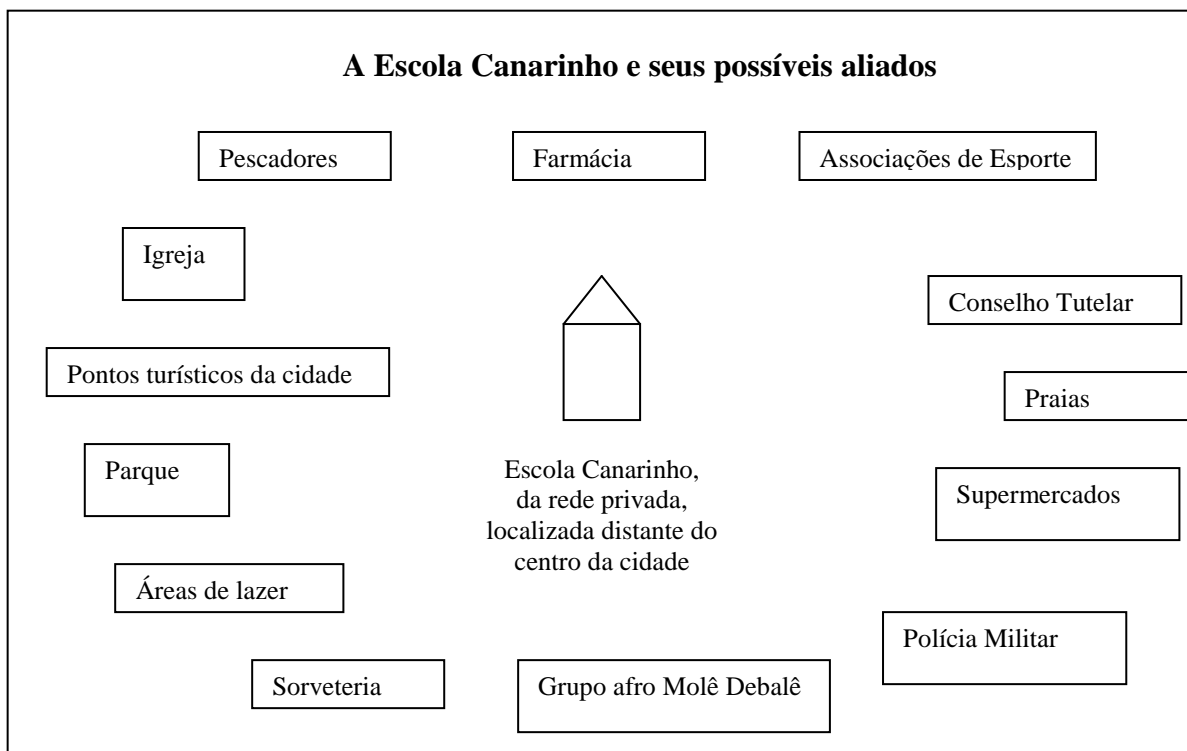 A Escola Canarinho e seus possíveis aliados
Pescadores
Farmácia
Associações de Esporte
Igreja
Conselho Tutelar
Pontos turísticos da cidade
Praias
Parque
Escola Canarinho,
da rede privada,
localizada distante do
centro da cidade
Supermercados
Áreas de lazer
Polícia Militar
Sorveteria
Grupo afro Molê Debalê